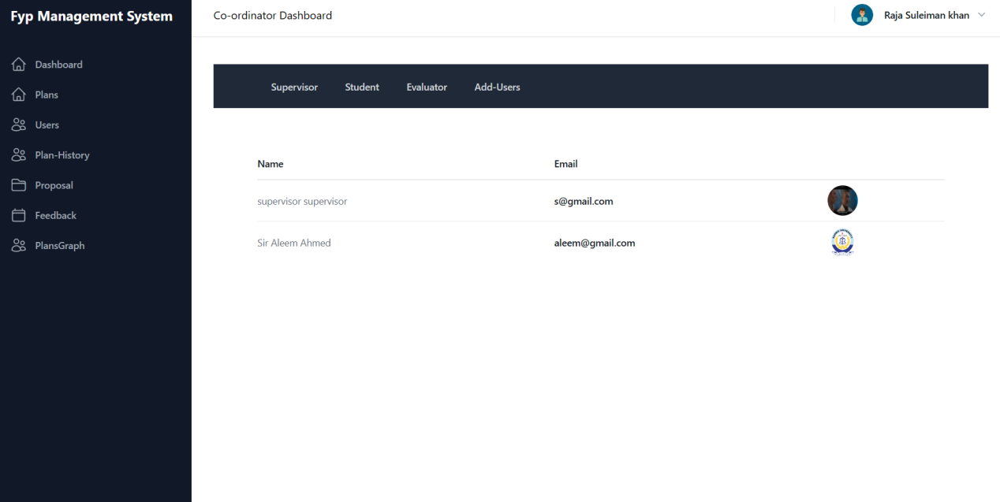 Fyp Management System
Co-ordinator Dashboard
Raja Suleiman khan
Dashboard
Plans
Users
Plan-History
Proposal
Feedback
PlansGraph
Supervisor Student Evaluator Add-Users
Name Email
supervisor supervisor s@gmail.com
Sir Aleem Ahmed aleem@gmail.com